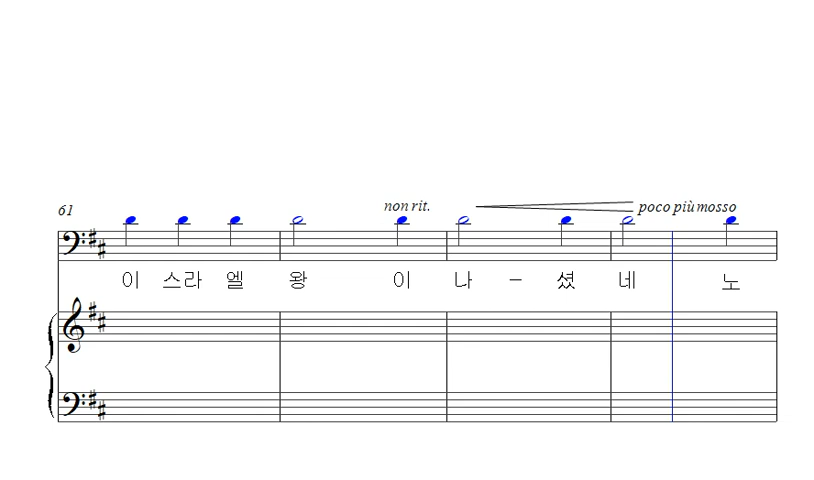 61
non rit.
poco più mosso
이 스라 엘 왕 이 나 - 셨 네 노